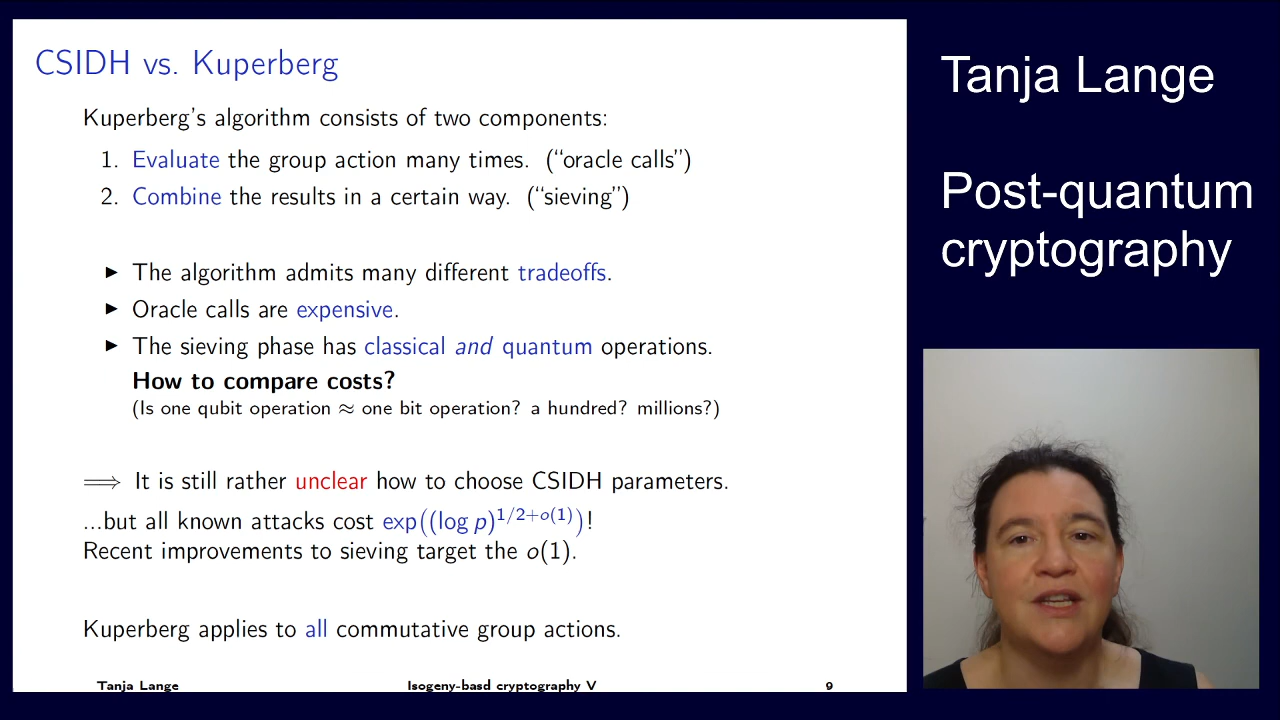 CSIDH vs. Kuperberg
Kuperberg's algorithm consists of two components:
1. Evaluate the group action many times. ("oracle calls")
2. Combine the results in a certain way. ("sieving")
▶ The algorithm admits many different tradeoffs.
▶ Oracle calls are expensive.
▶ The sieving phase has classical and quantum operations.
How to compare costs?
(Is one qubit operation ≈ one bit operation? a hundred? millions?)
⟹ It is still rather unclear how to choose CSIDH parameters.
...but all known attacks cost exp((log p)^{1/2+o(1)})!
Recent improvements to sieving target the o(1).
Kuperberg applies to all commutative group actions.
Tanja Lange Isogeny-basd cryptography V 9
Tanja Lange
Post-quantum
cryptography